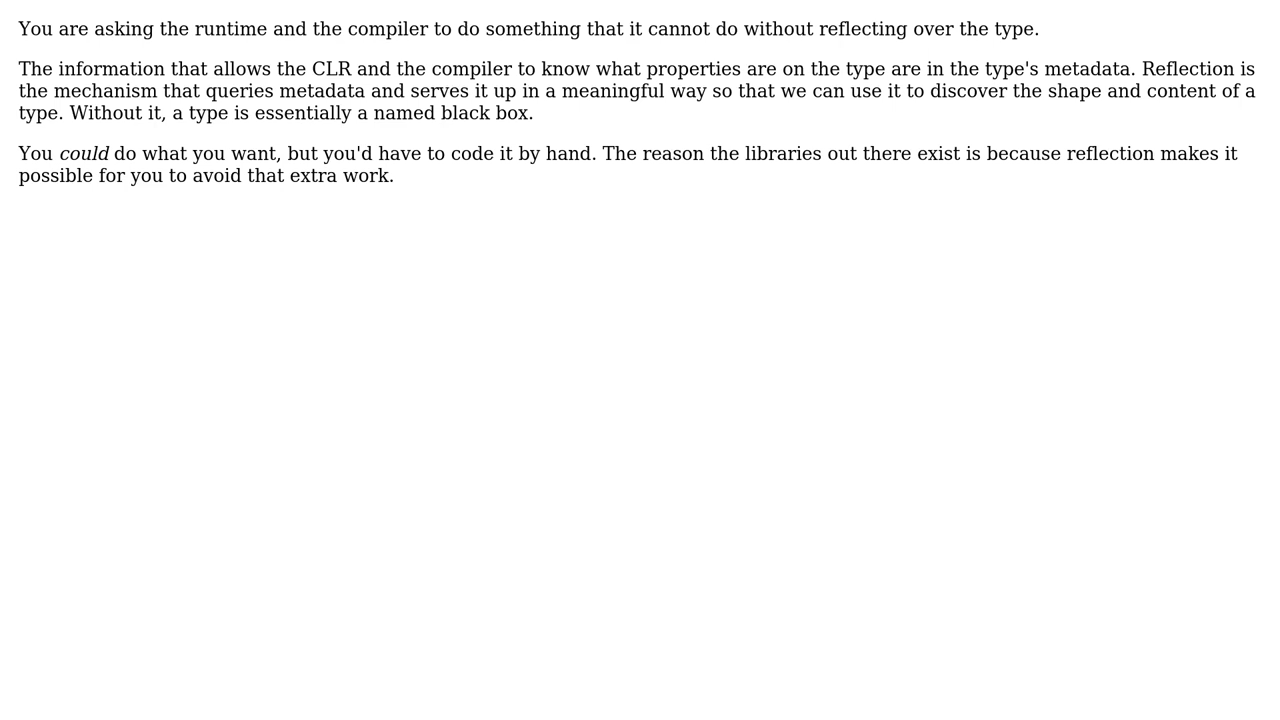 You are asking the runtime and the compiler to do something that it cannot do without reflecting over the type.
The information that allows the CLR and the compiler to know what properties are on the type are in the type's metadata. Reflection is
the mechanism that queries metadata and serves it up in a meaningful way so that we can use it to discover the shape and content of a
type. Without it, a type is essentially a named black box.
You could do what you want, but you'd have to code it by hand. The reason the libraries out there exist is because reflection makes it
possible for you to avoid that extra work.